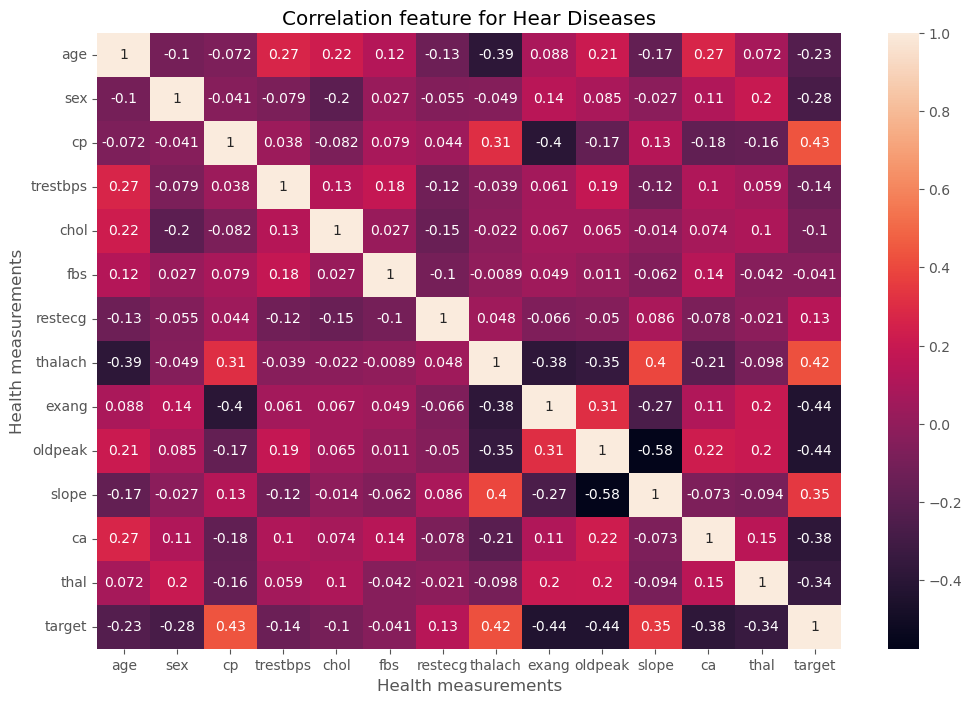 Correlation feature for Hear Diseases
age 1 -0.1 -0.072 0.27 0.22 0.12 -0.13 -0.39 0.088 0.21 -0.17 0.27 0.072 -0.23
sex -0.1 1 -0.041 -0.079 -0.2 0.027 -0.055 -0.049 0.14 0.085 -0.027 0.11 0.2 -0.28
cp -0.072 -0.041 1 0.038 -0.082 0.079 0.044 0.31 -0.4 -0.17 0.13 -0.18 -0.16 0.43
trestbps 0.27 -0.079 0.038 1 0.13 0.18 -0.12 -0.039 0.061 0.19 -0.12 0.1 0.059 -0.14
chol 0.22 -0.2 -0.082 0.13 1 0.027 -0.15 -0.022 0.067 0.065 -0.014 0.074 0.1 -0.1
fbs 0.12 0.027 0.079 0.18 0.027 1 -0.1 -0.0089 0.049 0.011 -0.062 0.14 -0.042 -0.041
restecg -0.13 -0.055 0.044 -0.12 -0.15 -0.1 1 0.048 -0.066 -0.05 0.086 -0.078 -0.021 0.13
thalach -0.39 -0.049 0.31 -0.039 -0.022 -0.0089 0.048 1 -0.38 -0.35 0.4 -0.21 -0.098 0.42
exang 0.088 0.14 -0.4 0.061 0.067 0.049 -0.066 -0.38 1 0.31 -0.27 0.11 0.2 -0.44
oldpeak 0.21 0.085 -0.17 0.19 0.065 0.011 -0.05 -0.35 0.31 1 -0.58 0.22 0.2 -0.44
slope -0.17 -0.027 0.13 -0.12 -0.014 -0.062 0.086 0.4 -0.27 -0.58 1 -0.073 -0.094 0.35
ca 0.27 0.11 -0.18 0.1 0.074 0.14 -0.078 -0.21 0.11 0.22 -0.073 1 0.15 -0.38
thal 0.072 0.2 -0.16 0.059 0.1 -0.042 -0.021 -0.098 0.2 0.2 -0.094 0.15 1 -0.34
target -0.23 -0.28 0.43 -0.14 -0.1 -0.041 0.13 0.42 -0.44 -0.44 0.35 -0.38 -0.34 1
age sex cp trestbps chol fbs restecg thalach exang oldpeak slope ca thal target
Health measurements
Health measurements
1.0
0.8
0.6
0.4
0.2
0.0
−0.2
−0.4